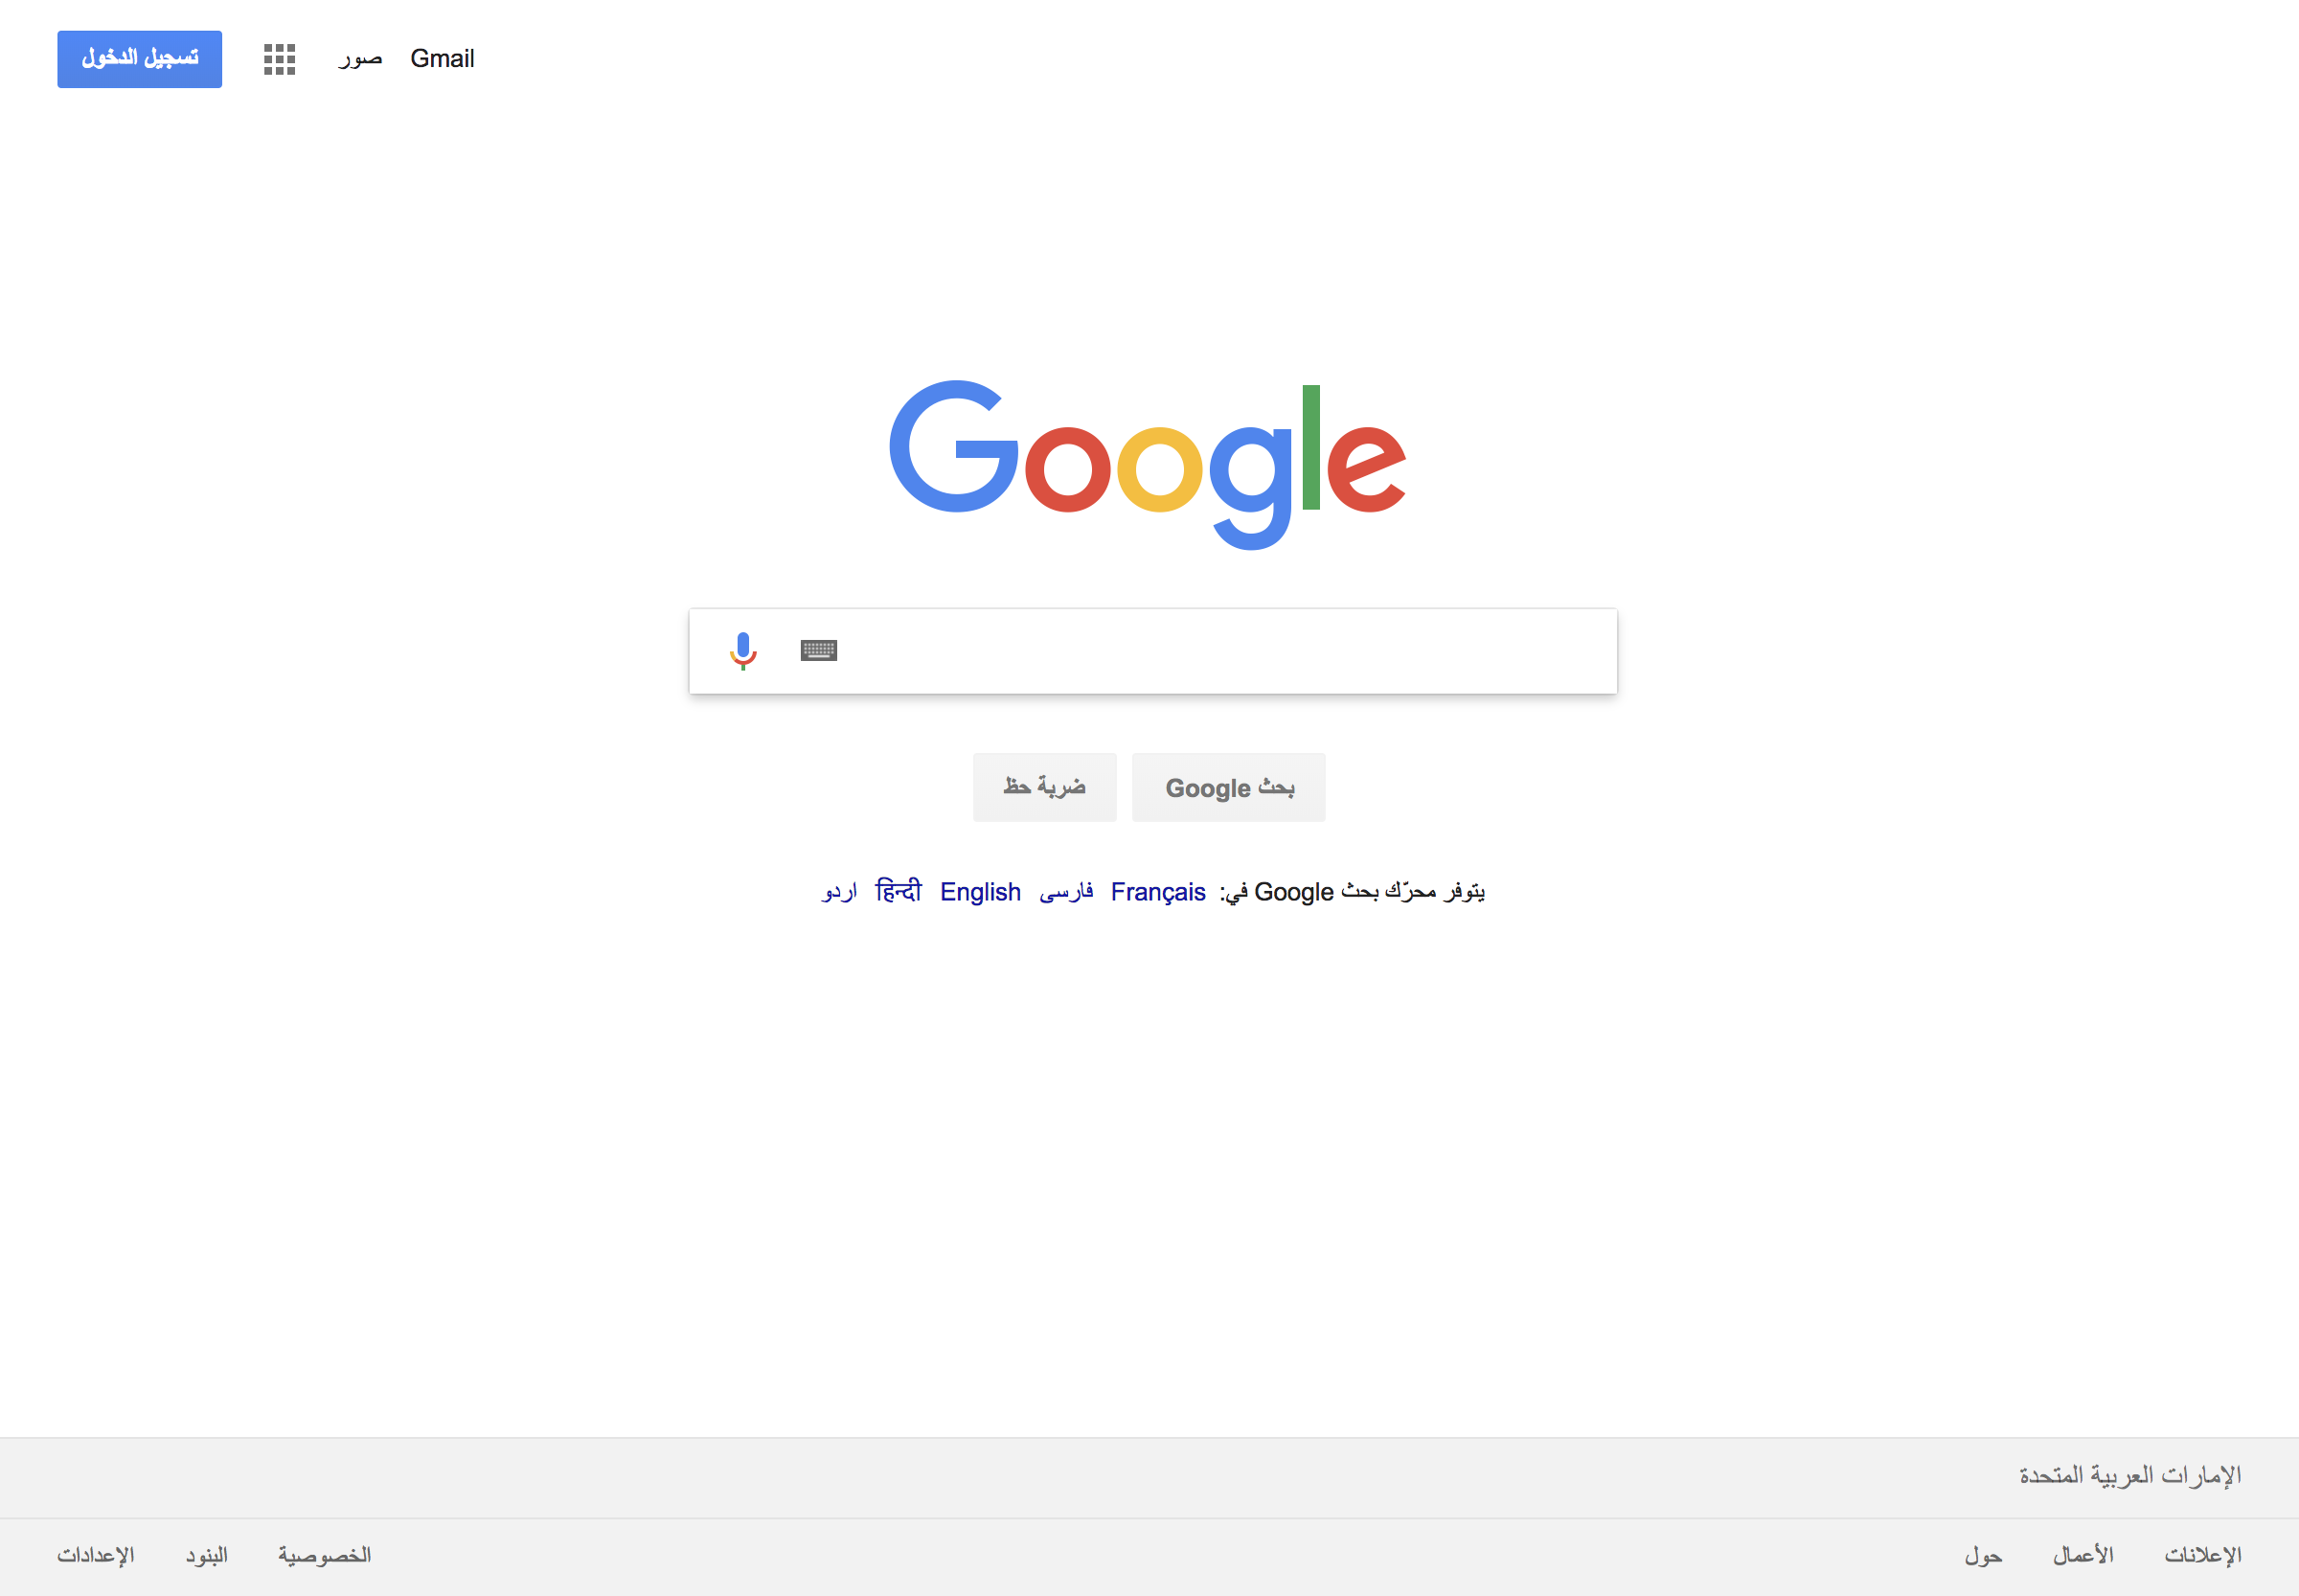 Gmail صور تسجيل الدخول
Google
بحث Google ضربة حظ
يتوفر محرّك بحث Google في: Français فارسی English हिन्दी اردو
الإمارات العربية المتحدة
الإعلانات الأعمال حول الخصوصية البنود الإعدادات